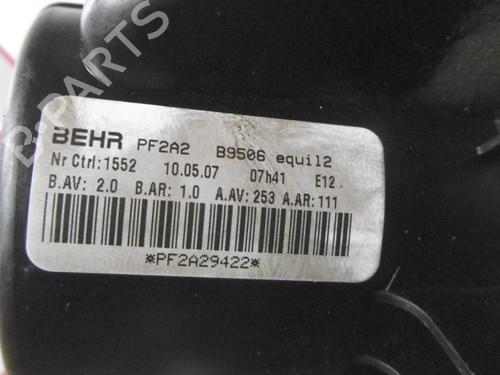 B-PARTS
BEHR PF2A2 B9506 equil2
Nr Ctrl:1552 10.05.07 07h41 E12
B.AV: 2.0 B.AR: 1.0 A.AV:253 A.AR:111
*PF2A29422*